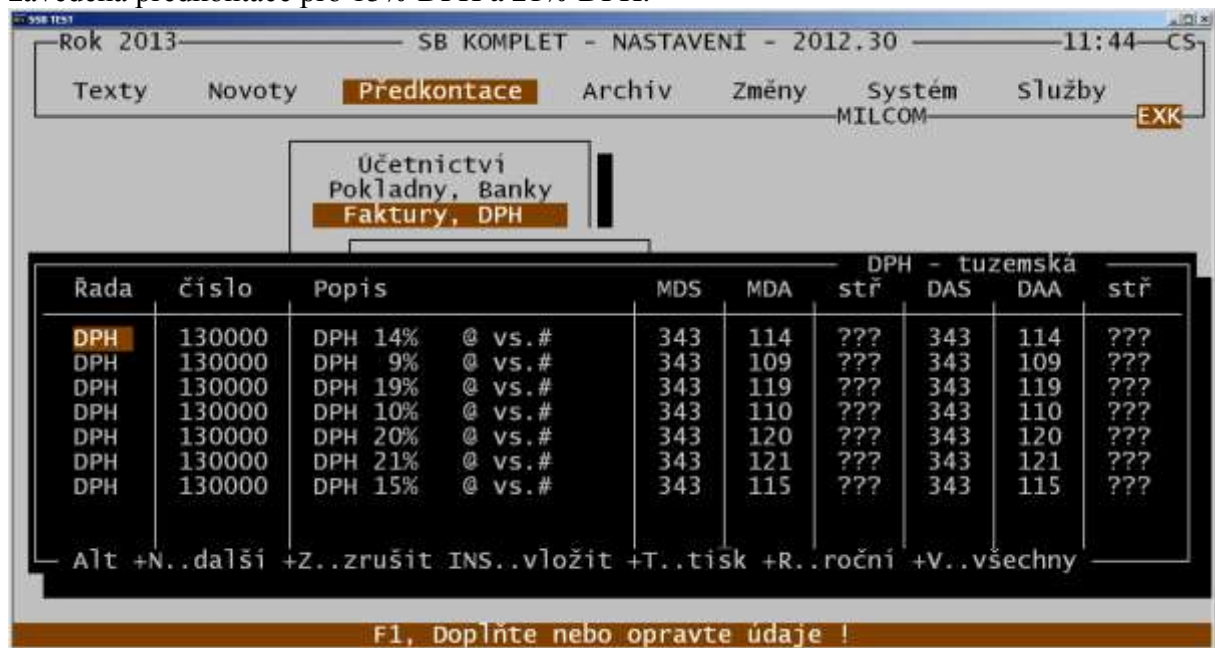 zavedena předkontace pro 15% DPH a 21% DPH.
SSB TEST
Rok 2013 SB KOMPLET - NASTAVENÍ - 2012.30 11:44 CS
Texty Novoty Předkontace Archiv Změny Systém Služby
MILCOM EXK
Účetnictví
Pokladny, Banky
Faktury, DPH
DPH - tuzemská
Řada číslo Popis MDS MDA stř DAS DAA stř
DPH 130000 DPH 14% @ vs.# 343 114 ??? 343 114 ???
DPH 130000 DPH 9% @ vs.# 343 109 ??? 343 109 ???
DPH 130000 DPH 19% @ vs.# 343 119 ??? 343 119 ???
DPH 130000 DPH 10% @ vs.# 343 110 ??? 343 110 ???
DPH 130000 DPH 20% @ vs.# 343 120 ??? 343 120 ???
DPH 130000 DPH 21% @ vs.# 343 121 ??? 343 121 ???
DPH 130000 DPH 15% @ vs.# 343 115 ??? 343 115 ???
Alt +N..další +Z..zrušit INS..vložit +T..tisk +R..roční +V..všechny
F1, Doplňte nebo opravte údaje !